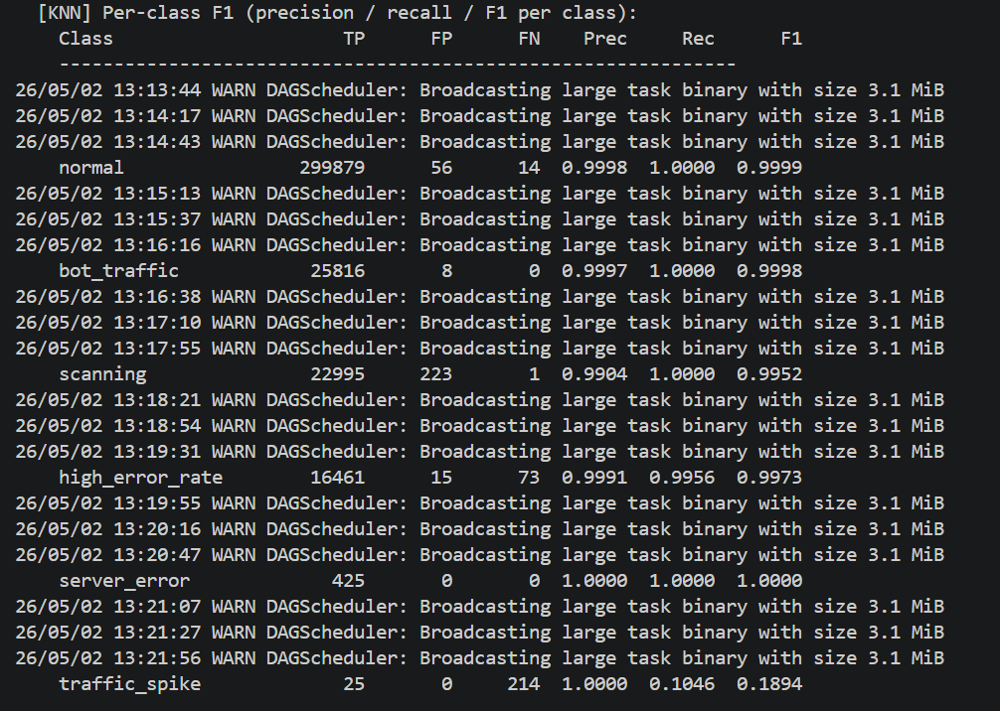 [KNN] Per-class F1 (precision / recall / F1 per class):
Class TP FP FN Prec Rec F1
--------------------------------------------------------------
26/05/02 13:13:44 WARN DAGScheduler: Broadcasting large task binary with size 3.1 MiB
26/05/02 13:14:17 WARN DAGScheduler: Broadcasting large task binary with size 3.1 MiB
26/05/02 13:14:43 WARN DAGScheduler: Broadcasting large task binary with size 3.1 MiB
normal 299879 56 14 0.9998 1.0000 0.9999
26/05/02 13:15:13 WARN DAGScheduler: Broadcasting large task binary with size 3.1 MiB
26/05/02 13:15:37 WARN DAGScheduler: Broadcasting large task binary with size 3.1 MiB
26/05/02 13:16:16 WARN DAGScheduler: Broadcasting large task binary with size 3.1 MiB
bot_traffic 25816 8 0 0.9997 1.0000 0.9998
26/05/02 13:16:38 WARN DAGScheduler: Broadcasting large task binary with size 3.1 MiB
26/05/02 13:17:10 WARN DAGScheduler: Broadcasting large task binary with size 3.1 MiB
26/05/02 13:17:55 WARN DAGScheduler: Broadcasting large task binary with size 3.1 MiB
scanning 22995 223 1 0.9904 1.0000 0.9952
26/05/02 13:18:21 WARN DAGScheduler: Broadcasting large task binary with size 3.1 MiB
26/05/02 13:18:54 WARN DAGScheduler: Broadcasting large task binary with size 3.1 MiB
26/05/02 13:19:31 WARN DAGScheduler: Broadcasting large task binary with size 3.1 MiB
high_error_rate 16461 15 73 0.9991 0.9956 0.9973
26/05/02 13:19:55 WARN DAGScheduler: Broadcasting large task binary with size 3.1 MiB
26/05/02 13:20:16 WARN DAGScheduler: Broadcasting large task binary with size 3.1 MiB
26/05/02 13:20:47 WARN DAGScheduler: Broadcasting large task binary with size 3.1 MiB
server_error 425 0 0 1.0000 1.0000 1.0000
26/05/02 13:21:07 WARN DAGScheduler: Broadcasting large task binary with size 3.1 MiB
26/05/02 13:21:27 WARN DAGScheduler: Broadcasting large task binary with size 3.1 MiB
26/05/02 13:21:56 WARN DAGScheduler: Broadcasting large task binary with size 3.1 MiB
traffic_spike 25 0 214 1.0000 0.1046 0.1894